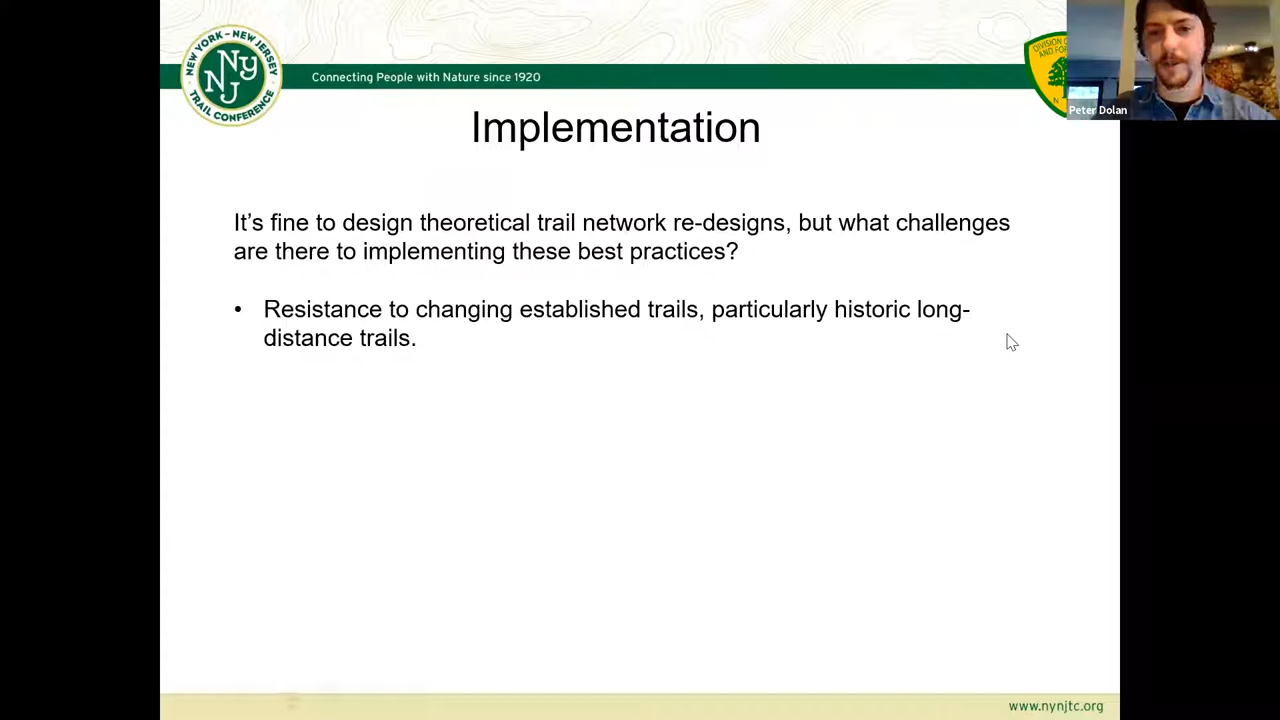 NEW YORK – NEW JERSEY
NY
NJ
TRAIL CONFERENCE
Connecting People with Nature since 1920
Peter Dolan
Implementation
It's fine to design theoretical trail network re-designs, but what challenges
are there to implementing these best practices?
• Resistance to changing established trails, particularly historic long-
distance trails.
www.nynjtc.org